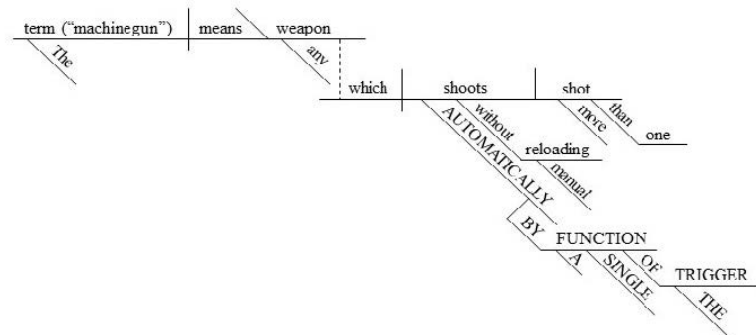 term (“machinegun”) means weapon
The any
which shoots shot
without more than
AUTOMATICALLY reloading one
manual
BY FUNCTION
A SINGLE OF TRIGGER
THE